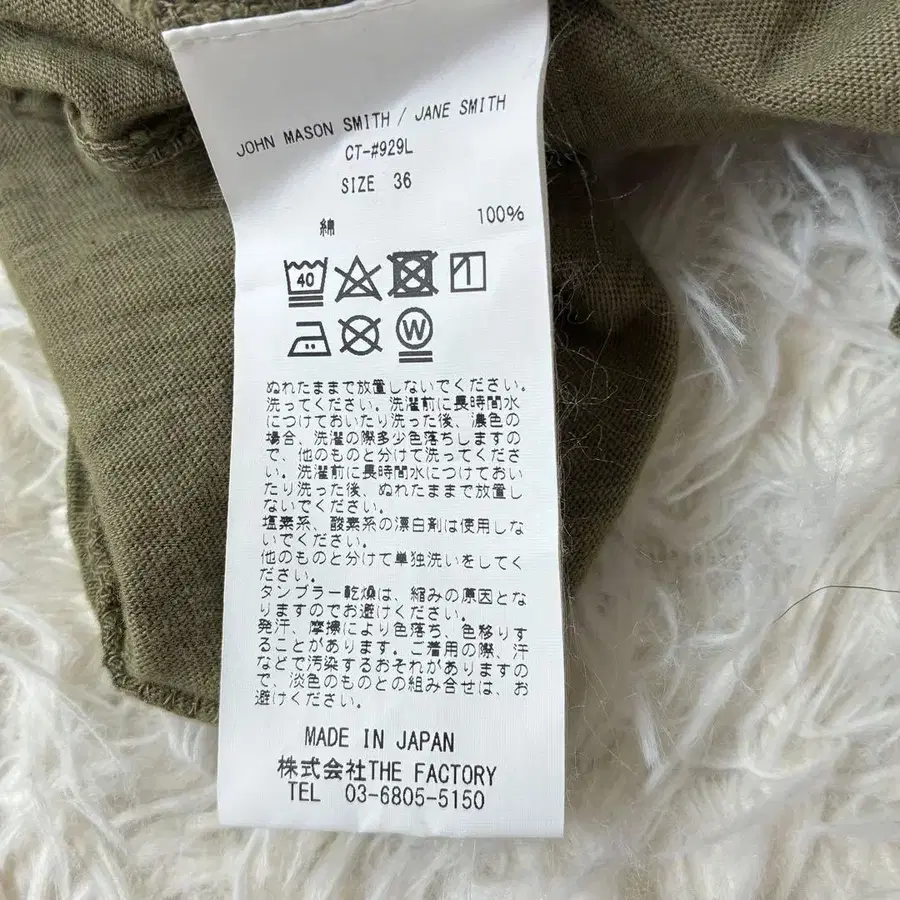 JOHN MASON SMITH / JANE SMITH
CT-#929L
SIZE 36
綿 100%
40
W
ぬれたままで放置しないでください。
洗ってください。洗濯前に長時間水
につけておいたり洗った後、濃色の
場合、洗濯の際多少色落ちしますの
で、他のものと分けて洗ってくださ
い。洗濯前に長時間水につけておい
たり洗った後、ぬれたままで放置し
ないでください。
塩素系、酸素系の漂白剤は使用しな
いでください。
他のものと分けて単独洗いをしてく
ださい。
タンブラー乾燥は、縮みの原因とな
りますのでお避けください。
発汗、摩擦により色落ち、色移りす
ることがあります。ご着用の際、汗
などで汚染するおそれがありますの
で、淡色のものとの組み合せは、お
避けください。
MADE IN JAPAN
株式会社THE FACTORY
TEL 03-6805-5150